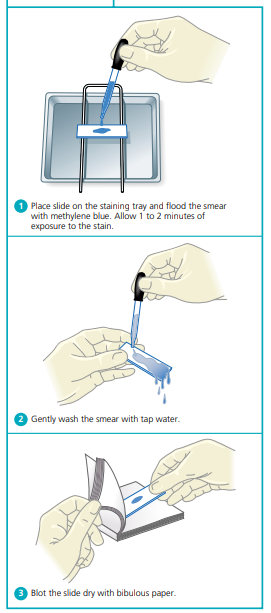 1 Place slide on the staining tray and flood the smear
with methylene blue. Allow 1 to 2 minutes of
exposure to the stain.
2 Gently wash the smear with tap water.
3 Blot the slide dry with bibulous paper.